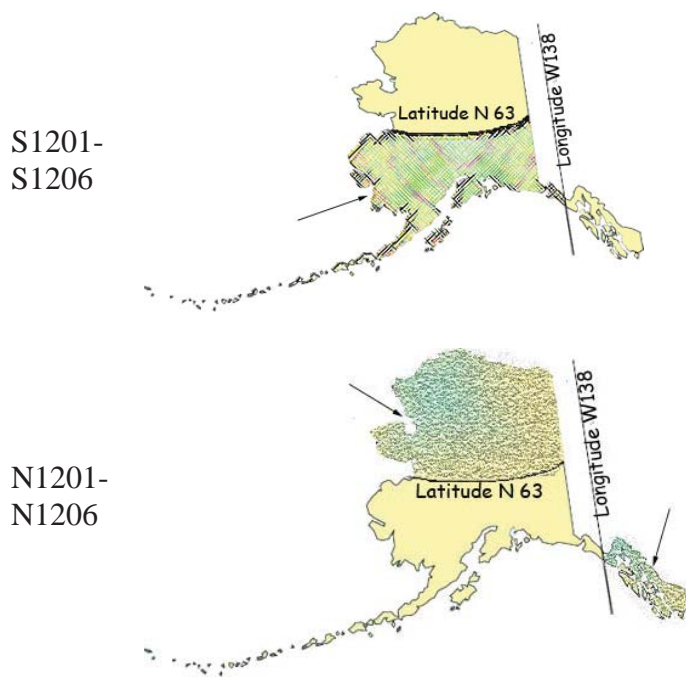 S1201-
S1206
Latitude N 63
Longitude W138
N1201-
N1206
Latitude N 63
Longitude W138